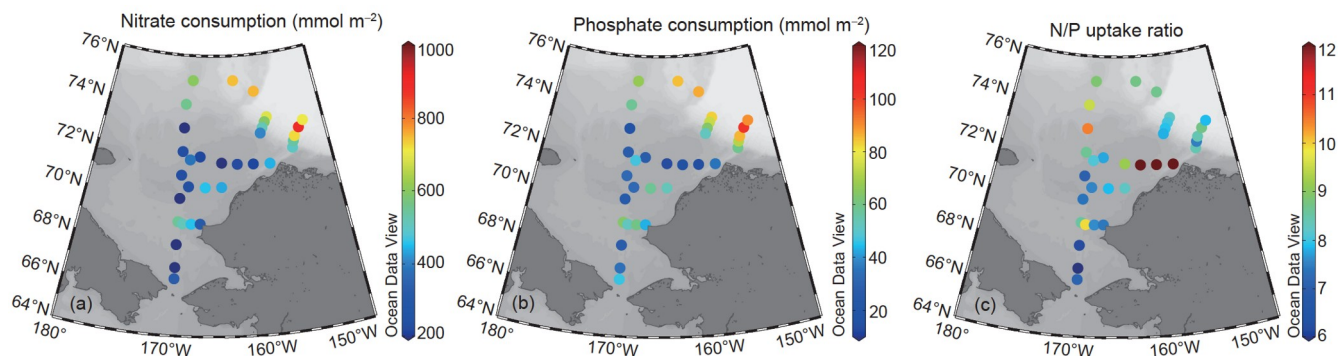 Nitrate consumption (mmol m⁻²)
76°N
74°N
72°N
70°N
68°N
66°N
64°N
180°
170°W
160°W
150°W
(a)
1000
800
600
400
200
Ocean Data View
Phosphate consumption (mmol m⁻²)
76°N
74°N
72°N
70°N
68°N
66°N
64°N
180°
170°W
160°W
150°W
(b)
120
100
80
60
40
20
Ocean Data View
N/P uptake ratio
76°N
74°N
72°N
70°N
68°N
66°N
64°N
180°
170°W
160°W
150°W
(c)
12
11
10
9
8
7
6
Ocean Data View